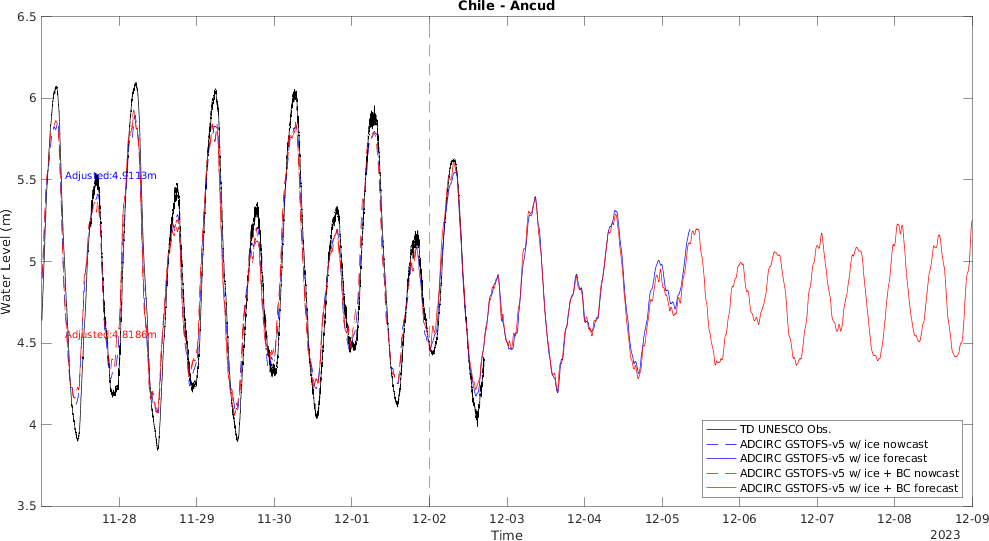 Chile - Ancud
6.5
6
5.5
5
4.5
4
3.5
Water Level (m)
Adjusted:4.9113m
Adjusted:4.8186m
TD UNESCO Obs.
ADCIRC GSTOFS-v5 w/ ice nowcast
ADCIRC GSTOFS-v5 w/ ice forecast
ADCIRC GSTOFS-v5 w/ ice + BC nowcast
ADCIRC GSTOFS-v5 w/ ice + BC forecast
11-28 11-29 11-30 12-01 12-02 12-03 12-04 12-05 12-06 12-07 12-08 12-09
Time
2023